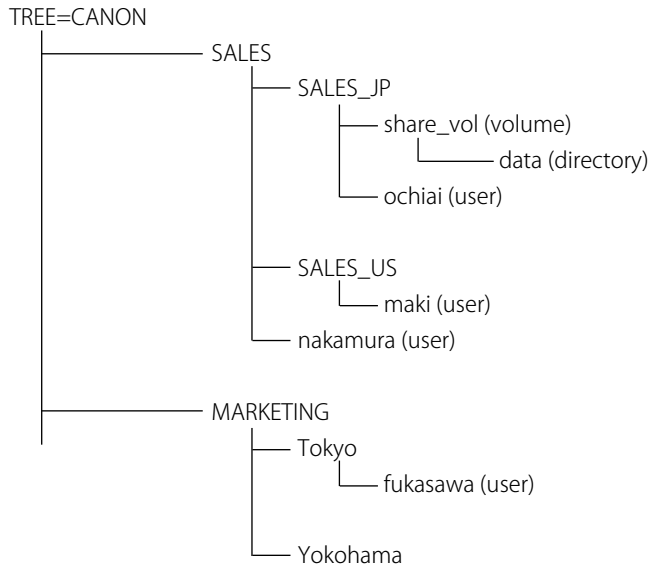 TREE=CANON
SALES
SALES_JP
share_vol (volume)
data (directory)
ochiai (user)
SALES_US
maki (user)
nakamura (user)
MARKETING
Tokyo
fukasawa (user)
Yokohama